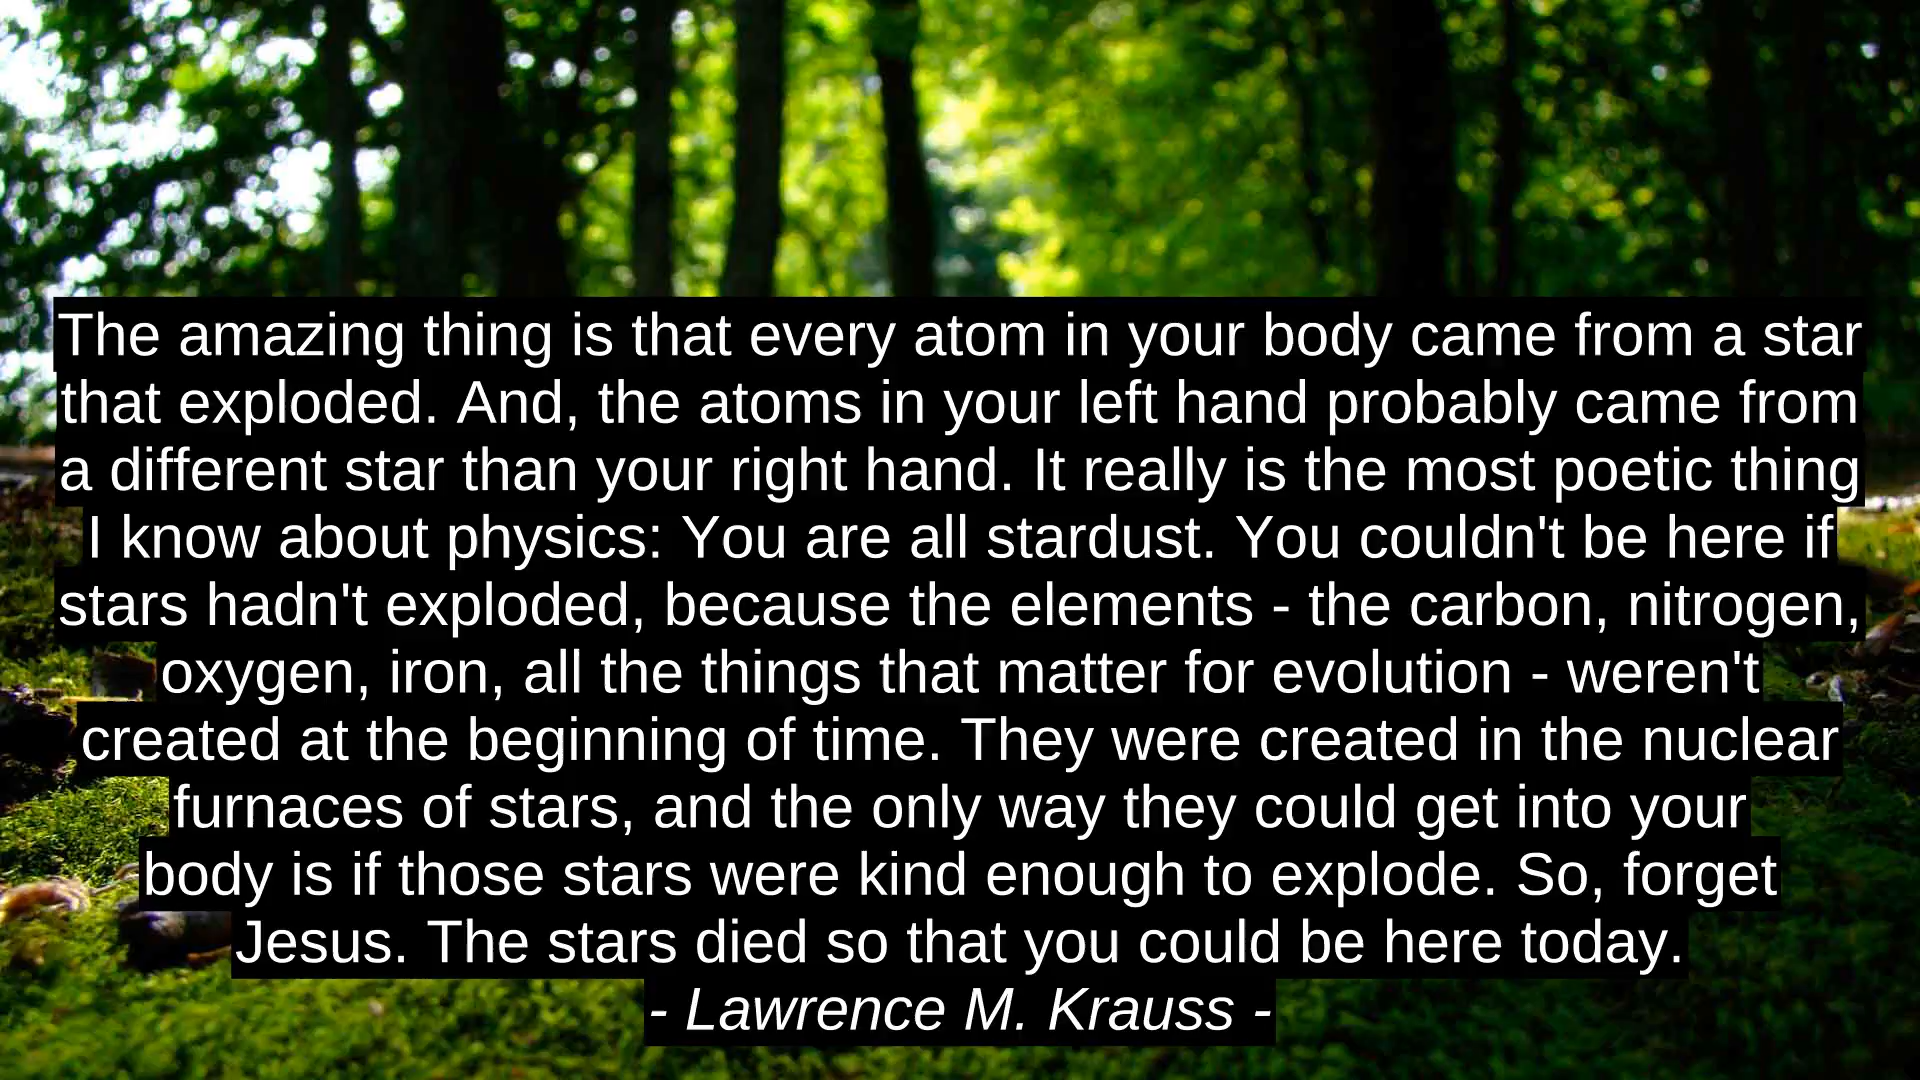 The amazing thing is that every atom in your body came from a star
that exploded. And, the atoms in your left hand probably came from
a different star than your right hand. It really is the most poetic thing
I know about physics: You are all stardust. You couldn't be here if
stars hadn't exploded, because the elements - the carbon, nitrogen,
oxygen, iron, all the things that matter for evolution - weren't
created at the beginning of time. They were created in the nuclear
furnaces of stars, and the only way they could get into your
body is if those stars were kind enough to explode. So, forget
Jesus. The stars died so that you could be here today.
- Lawrence M. Krauss -